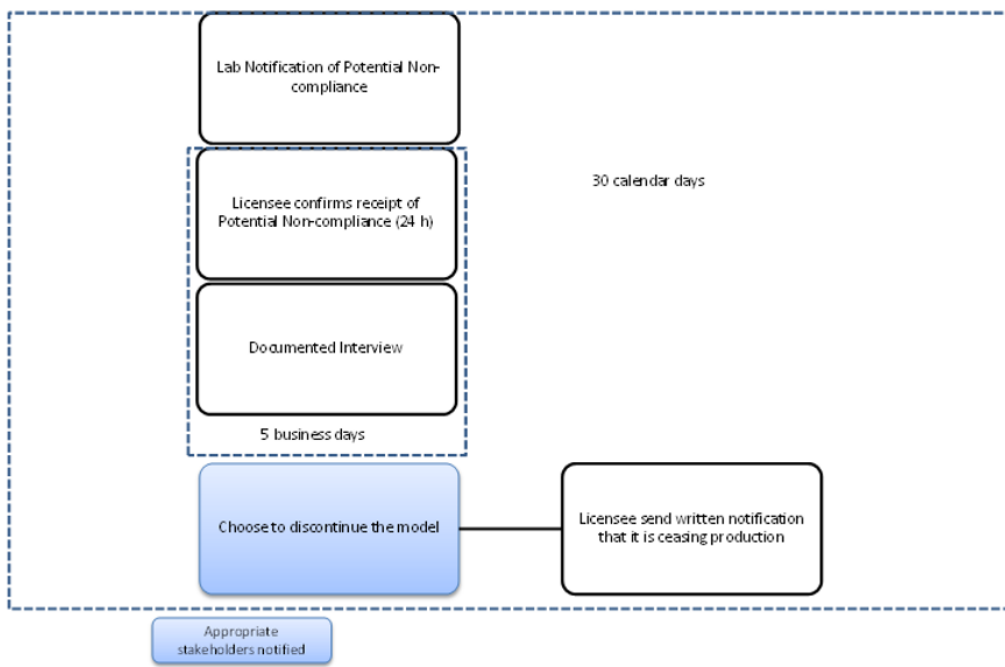 Lab Notification of Potential Non-
compliance
30 calendar days
Licensee confirms receipt of
Potential Non-compliance (24 h)
Documented Interview
5 business days
Choose to discontinue the model
Licensee send written notification
that it is ceasing production
Appropriate
stakeholders notified